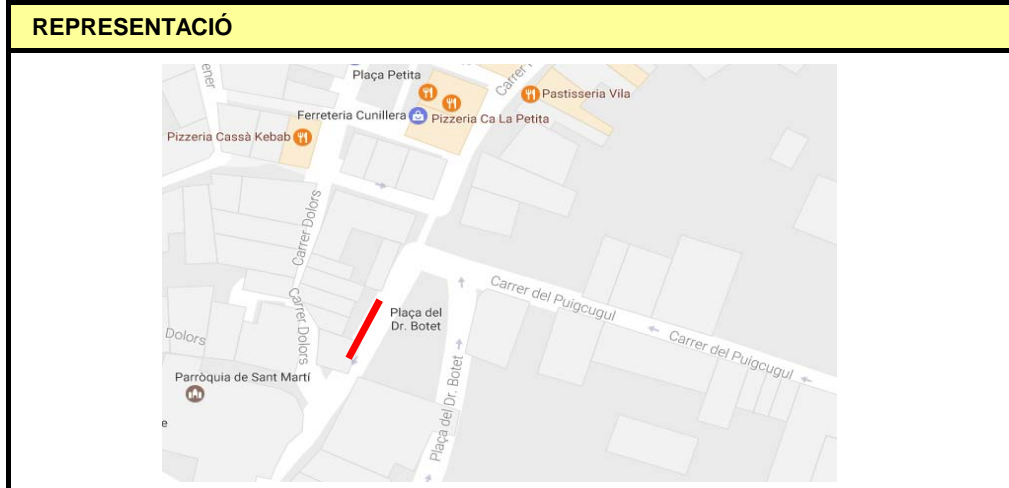 REPRESENTACIÓ
ener
Plaça Petita
Carrer
Pastisseria Vila
Ferreteria Cunillera
Pizzeria Ca La Petita
Pizzeria Cassà Kebab
Carrer Dolors
Carrer del Puigcugul
Carrer Dolors
Plaça del
Dr. Botet
Dolors
Carrer del Puigcugul
Parròquia de Sant Martí
Plaça del Dr. Botet
e